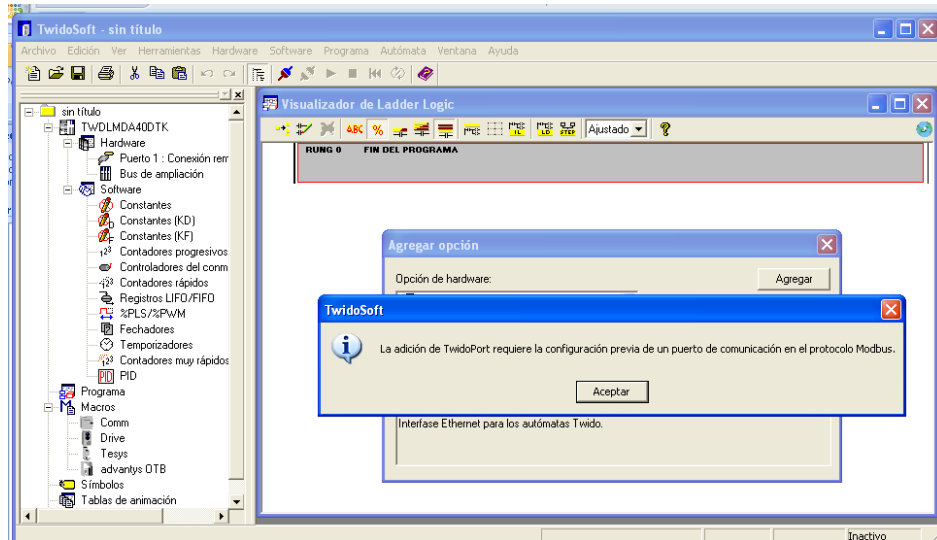 TwidoSoft - sin título
Archivo Edición Ver Herramientas Hardware Software Programa Autómata Ventana Ayuda
sin título
TWDLMDA40DTK
Hardware
Puerto 1 : Conexión rem
Bus de ampliación
Software
Constantes
Constantes (KD)
Constantes (KF)
Contadores progresivos
Controladores del conm
Contadores rápidos
Registros LIFO/FIFO
%PLS/%PWM
Fechadores
Temporizadores
Contadores muy rápidos
PID PID
Programa
Macros
Comm
Drive
Tesys
advantys OTB
Símbolos
Tablas de animación
Visualizador de Ladder Logic
ABC % Ajustado
RUNG 0 FIN DEL PROGRAMA
Agregar opción
Opción de hardware:
Agregar
TwidoSoft
La adición de TwidoPort requiere la configuración previa de un puerto de comunicación en el protocolo Modbus.
Aceptar
Interfase Ethernet para los autómatas Twido.
Inactivo